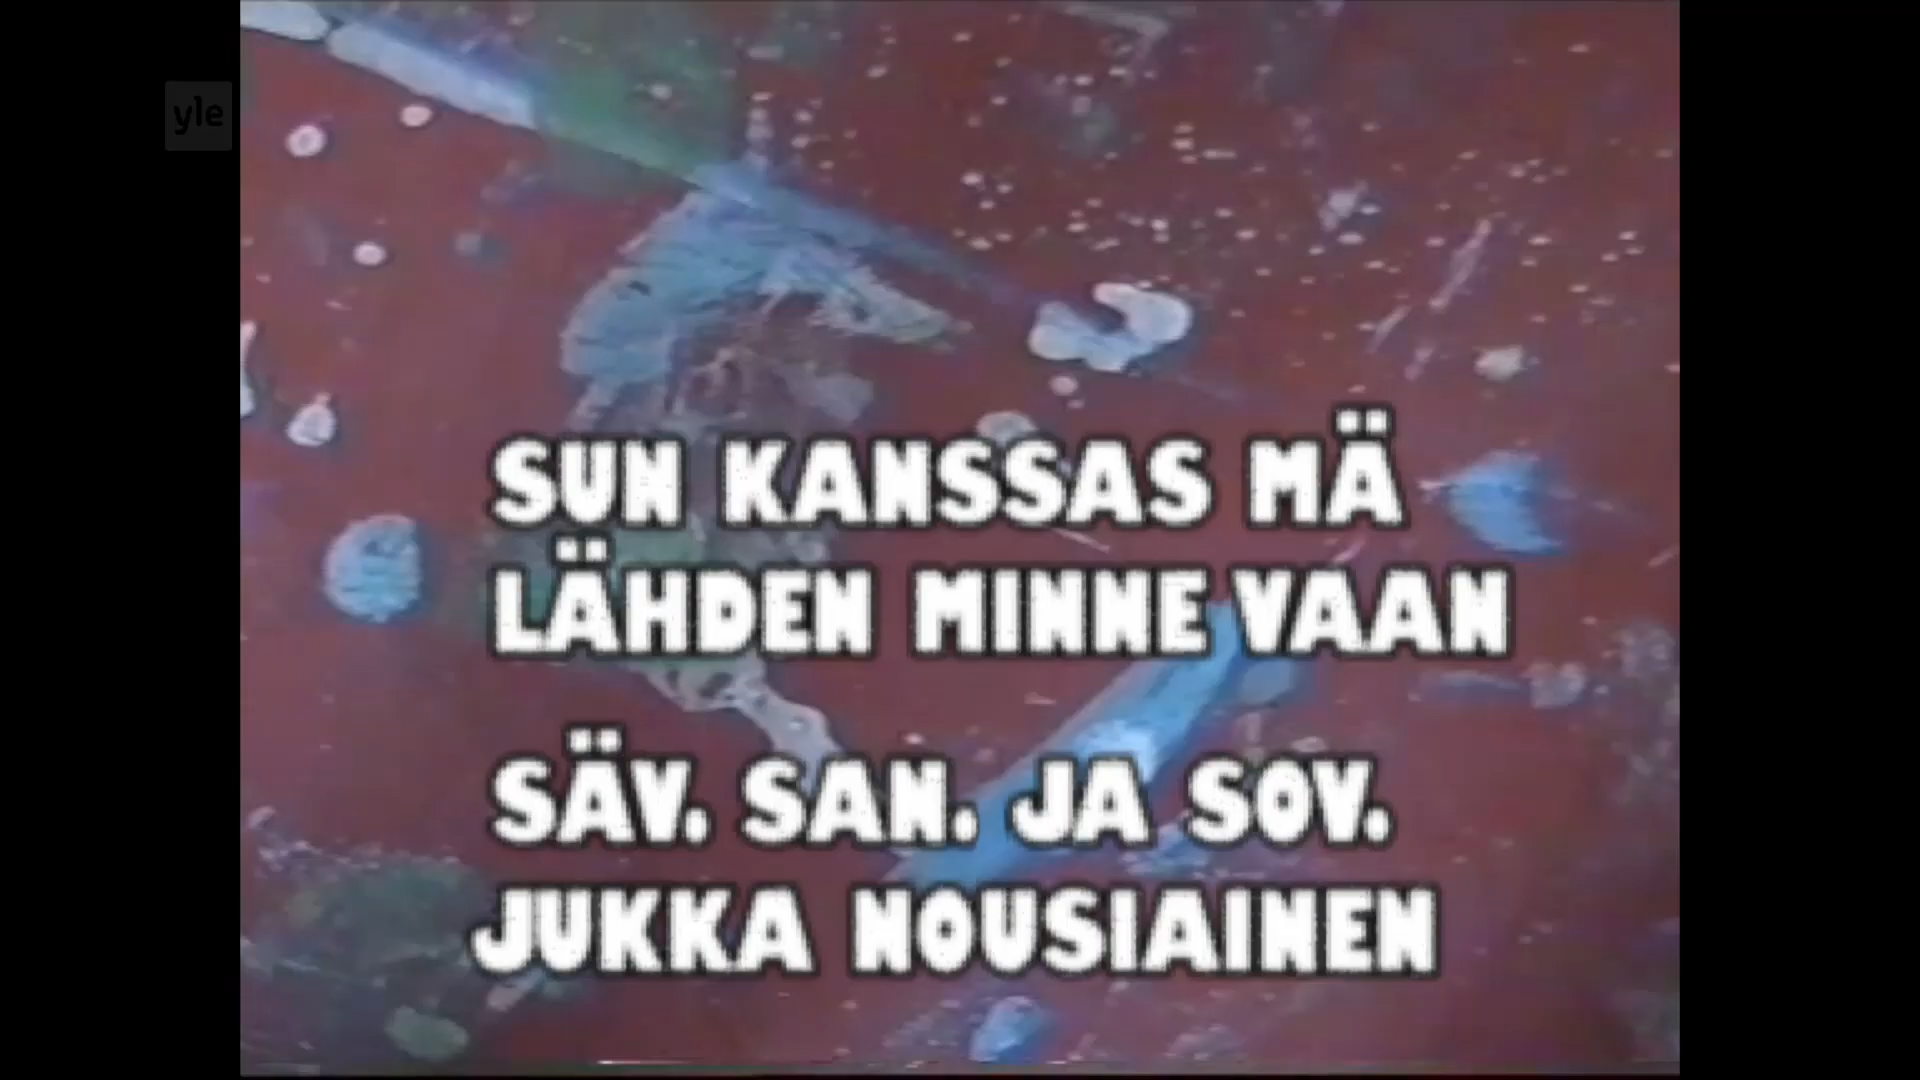 yle
SUN KANSSAS MÄ
LÄHDEN MINNE VAAN
SÄV. SAN. JA SOV.
JUKKA NOUSIAINEN